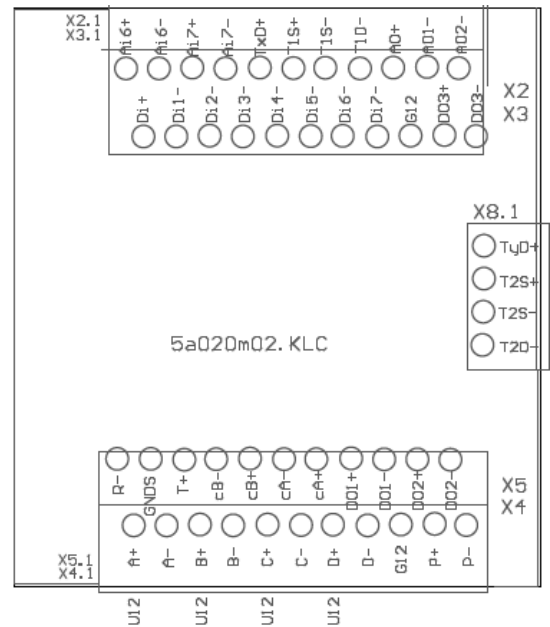 X2.1
X3.1
Ai6+ Ai6- Ai7+ Ai7- TxD+ T1S+ T1S- T1D- AO+ AO1- AO2-
X2
X3
Di+ Di1- Di2- Di3- Di4- Di5- Di6- Di7- G12 DO3+ DO3-
X8.1
TyD+
T2S+
T2S-
T2D-
5a02Dm02.KLC
R- GNDS T+ cB- cB+ cA- cA+ DO1+ DO1- DO2+ DO2-
X5
X4
A+ A- B+ B- C+ C- D+ D- G12 P+ P-
X5.1
X4.1
U12 U12 U12 U12